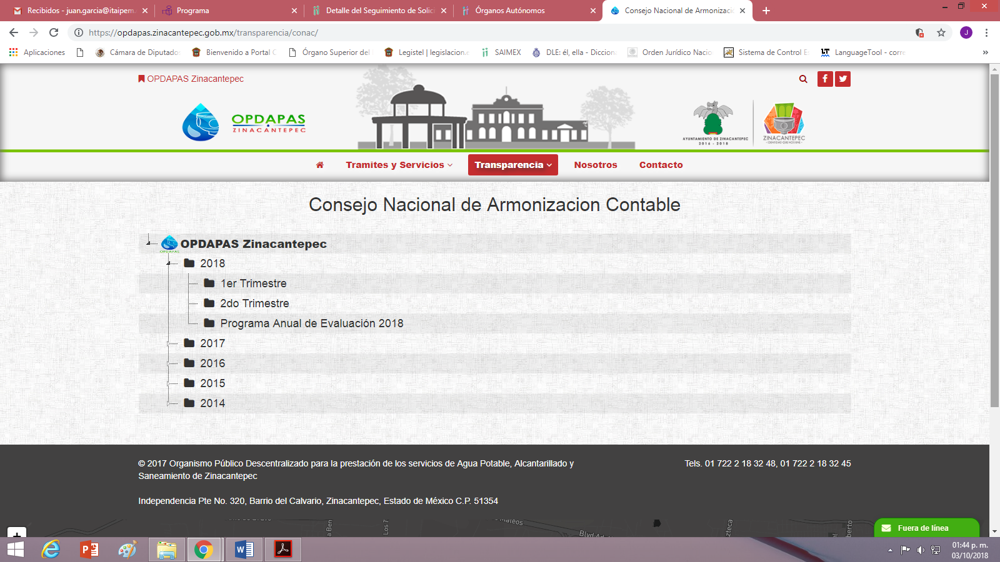 Recibidos - juan.garcia@itaipem.
Programa
Detalle del Seguimiento de Solici
Órganos Autónomos
Consejo Nacional de Armonizaci
https://opdapas.zinacantepec.gob.mx/transparencia/conac/
J
Aplicaciones
Cámara de Diputados
Bienvenido a Portal C
Órgano Superior del
Legistel | legislacion.e
SAIMEX
DLE: él, ella - Diccion
Orden Jurídico Nacio
Sistema de Control E
LanguageTool - corre
OPDAPAS Zinacantepec
OPDAPAS
ZINACANTEPEC
AYUNTAMIENTO DE ZINACANTEPEC
2016 - 2018
ZINACANTEPEC
- IDENTIDAD QUE NOS UNE -
Tramites y Servicios
Transparencia
Nosotros
Contacto
Consejo Nacional de Armonizacion Contable
OPDAPAS Zinacantepec
2018
1er Trimestre
2do Trimestre
Programa Anual de Evaluación 2018
2017
2016
2015
2014
© 2017 Organismo Público Descentralizado para la prestación de los servicios de Agua Potable, Alcantarillado y
Saneamiento de Zinacantepec
Tels. 01 722 2 18 32 48, 01 722 2 18 32 45
Independencia Pte No. 320, Barrio del Calvario, Zinacantepec, Estado de México C.P. 51354
Mateos
Fuera de línea
01:44 p. m.
03/10/2018